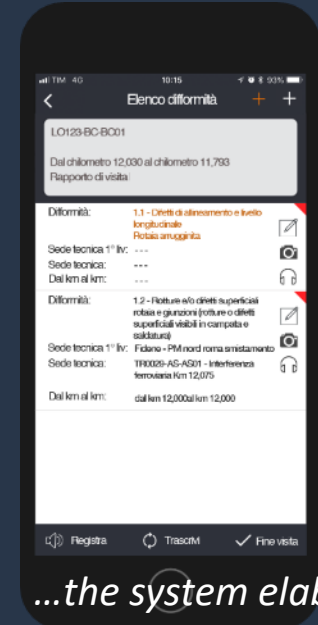 TIM 4G 10:15 93%
Elenco difformità + +
LO123-BC-BC01
Dal chilometro 12,030 al chilometro 11,793
Rapporto di visita
Difformità: 1.1 - Difetti di allineamento e livello
longitudinale
Rotaia arrugginita
Sede tecnica 1° liv: ---
Sede tecnica: ---
Dal km al km: ---
Difformità: 1.2 - Rotture e/o difetti superficiali
rotaia e giunzioni (rotture o difetti
superficiali visibili in campata e
saldatura)
Sede tecnica 1° liv: Fidene - PM nord roma smistamento
Sede tecnica: TR0029-AS-AS01 - Interferenza
ferroviaria Km 12,075
Dal km al km: dal km 12,000al km 12,000
Registra Trascrivi Fine visita
...the system elab